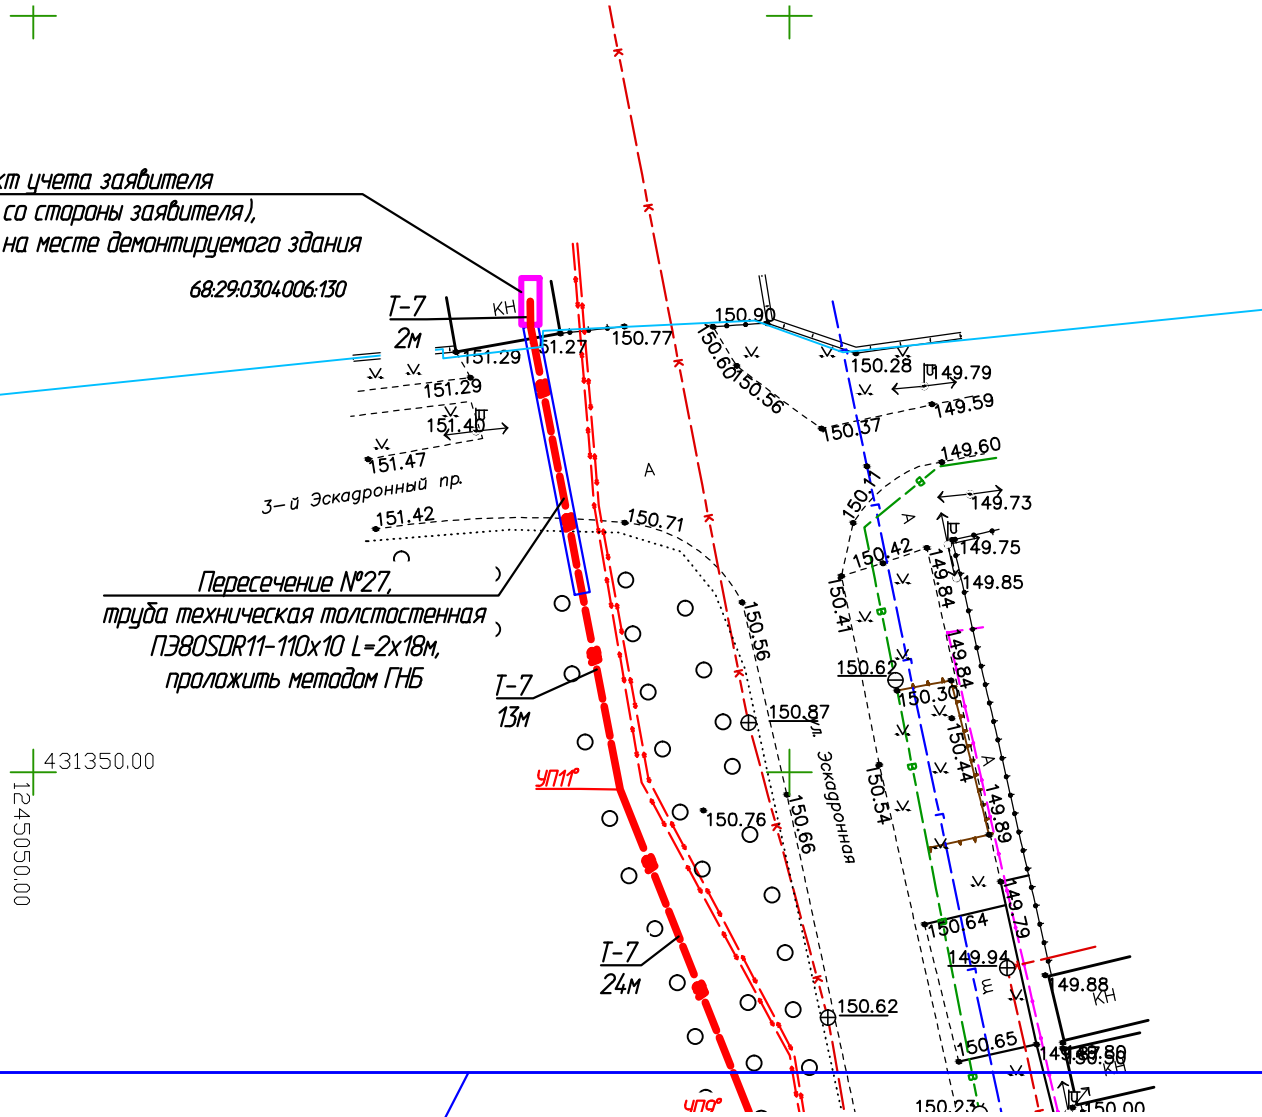 К
кт учета заявителя
со стороны заявителя),
на месте демонтируемого здания
К
68:29:0304006:130
Т-7
2м
КН
150.90
151.29
51.27
150.77
150.60
150.28
149.79
К
151.29
150.56
149.59
151.40
150.37
151.47
149.60
А
3-й Эскадронный пр.
В
150.17
149.73
151.42
150.71
К
А
149.75
150.42
149.84
149.85
Пересечение №27,
труба техническая толстостенная
ПЭ80SDR11-110х10 L=2х18м,
проложить методом ГНБ
150.41
В
150.56
149.84
150.62
К
Т-7
13м
150.30
150.87
ул. Эскадронная
150.44
А
431350.00
УП11
В
1245050.00
150.54
149.89
150.76
150.66
К
149.79
150.64
Т-7
24м
149.94
К
Щ
149.88
КН
150.62
150.65
149.80
150.50
КН
В
УП9
150.23
150.00